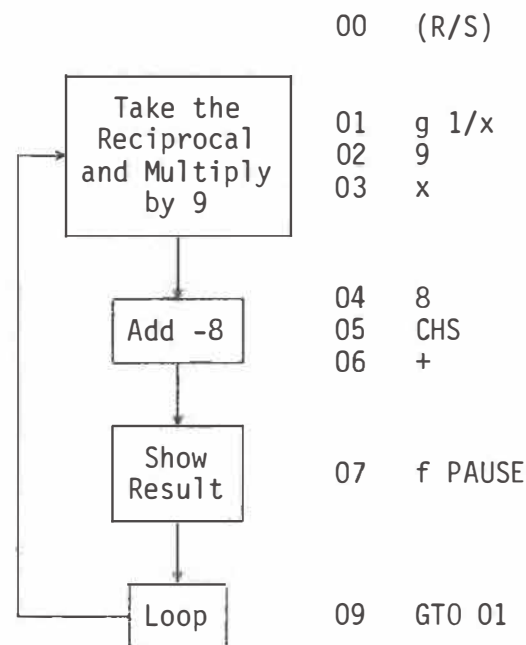 00 (R/S)
Take the
Reciprocal
and Multiply
by 9
01 g 1/x
02 9
03 x
Add -8
04 8
05 CHS
06 +
Show
Result
07 f PAUSE
Loop
09 GTO 01